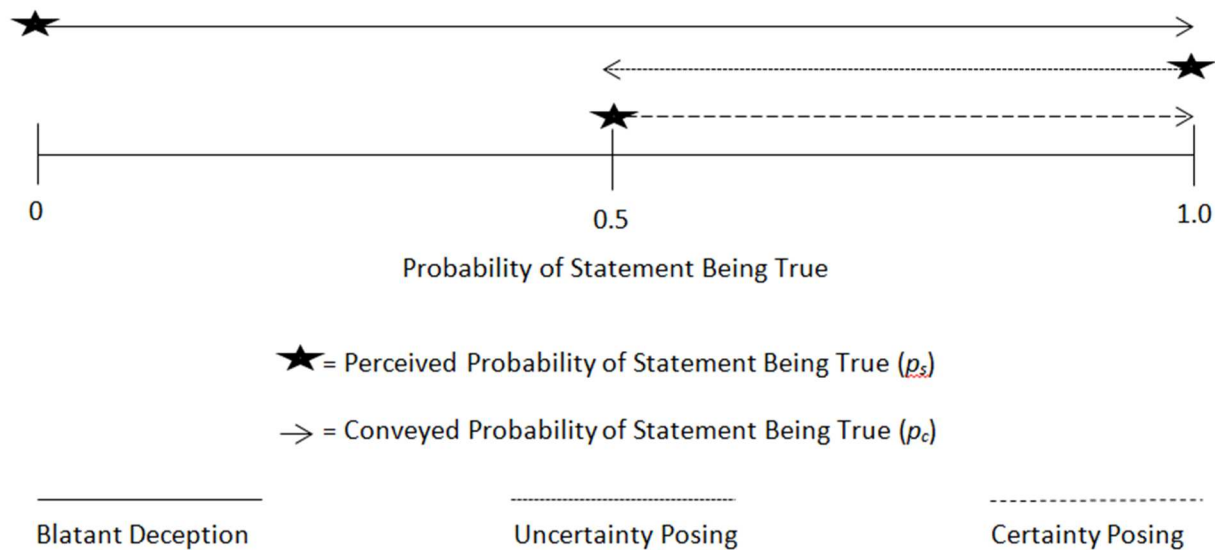 0
0.5
1.0
Probability of Statement Being True
= Perceived Probability of Statement Being True (ps)
= Conveyed Probability of Statement Being True (pc)
Blatant Deception
Uncertainty Posing
Certainty Posing